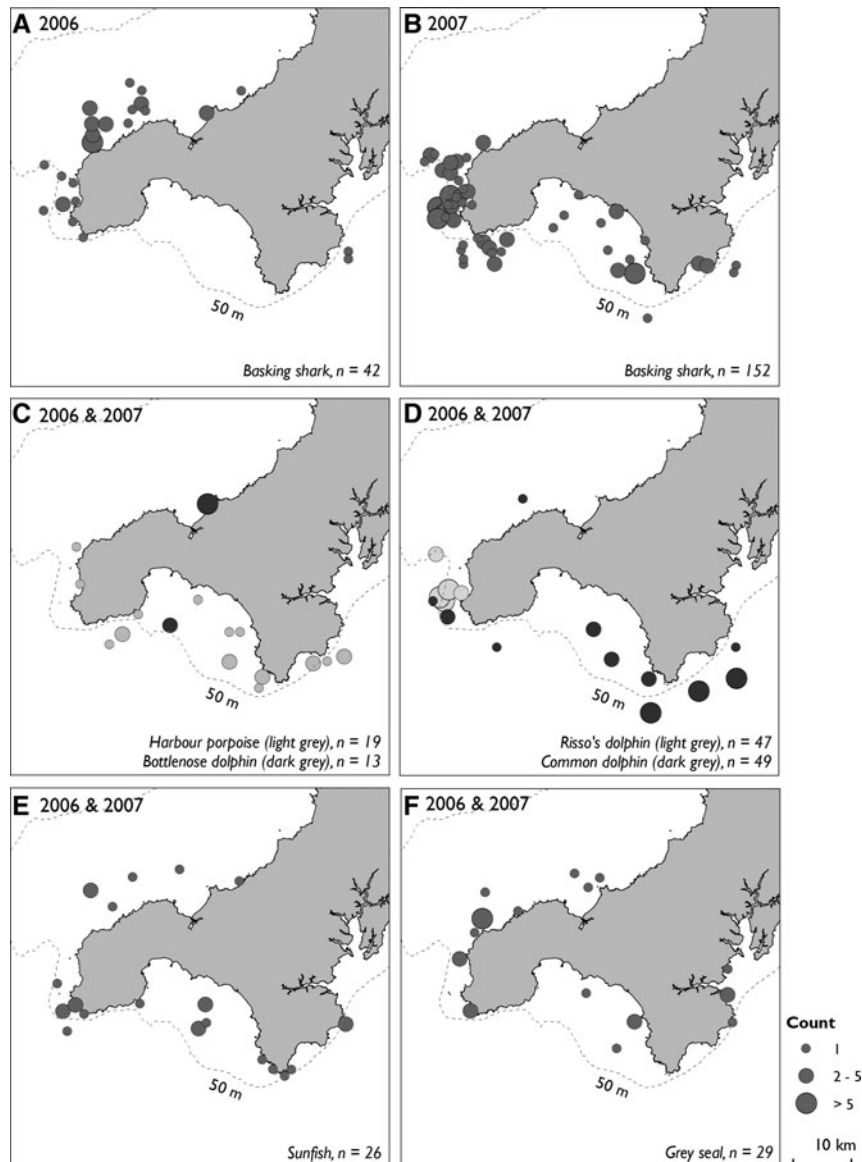 A 2006
50 m
Basking shark, n = 42
B 2007
50 m
Basking shark, n = 152
C 2006 & 2007
50 m
Harbour porpoise (light grey), n = 19
Bottlenose dolphin (dark grey), n = 13
D 2006 & 2007
50 m
Risso's dolphin (light grey), n = 47
Common dolphin (dark grey), n = 49
E 2006 & 2007
50 m
Sunfish, n = 26
F 2006 & 2007
50 m
Grey seal, n = 29
Count
1
2 - 5
> 5
10 km